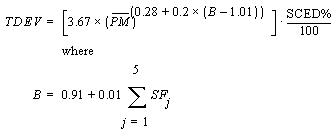 TDEV = [3.67 × (P̅M̅)^(0.28 + 0.2 × (B − 1.01))] · SCED%/100
where
B = 0.91 + 0.01 ∑_{j = 1}^{5} SF_j